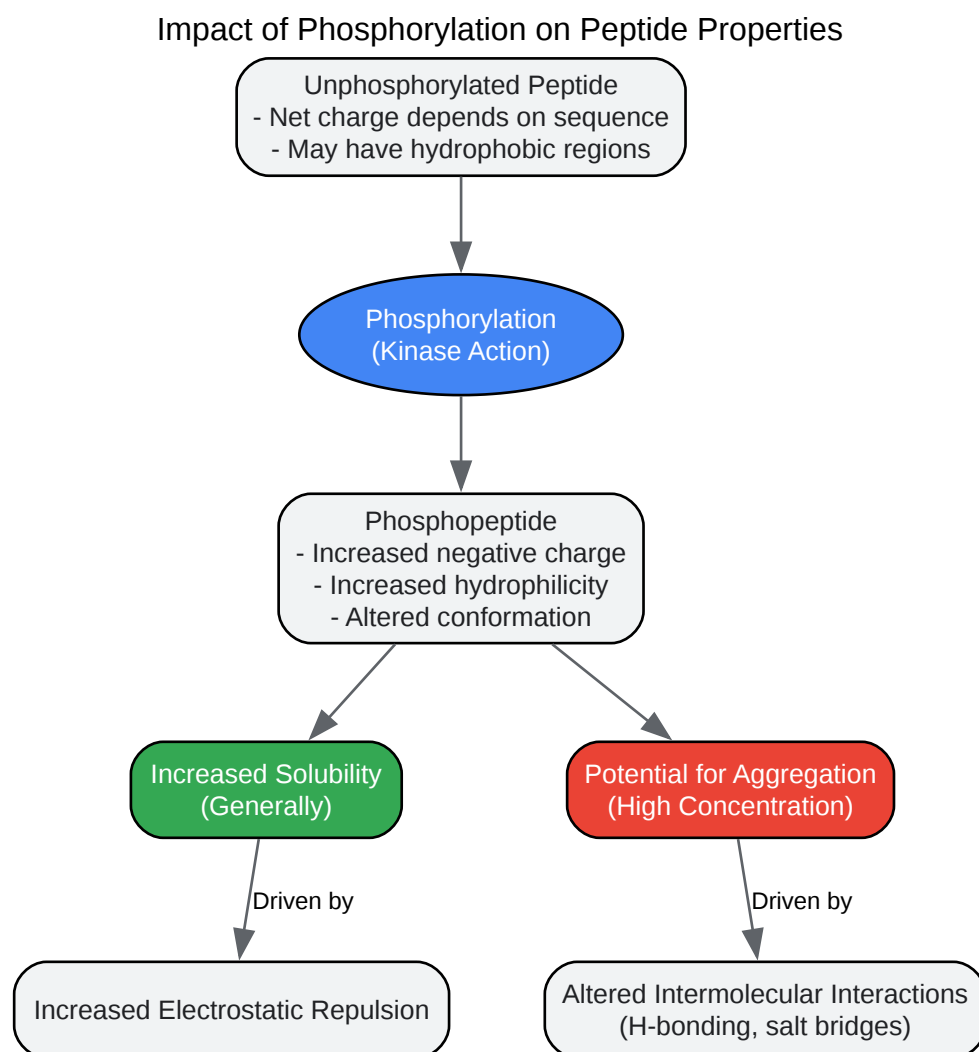 Impact of Phosphorylation on Peptide Properties
Unphosphorylated Peptide
- Net charge depends on sequence
- May have hydrophobic regions
Phosphorylation
(Kinase Action)
Phosphopeptide
- Increased negative charge
- Increased hydrophilicity
- Altered conformation
Increased Solubility
(Generally)
Potential for Aggregation
(High Concentration)
Driven by
Driven by
Increased Electrostatic Repulsion
Altered Intermolecular Interactions
(H-bonding, salt bridges)